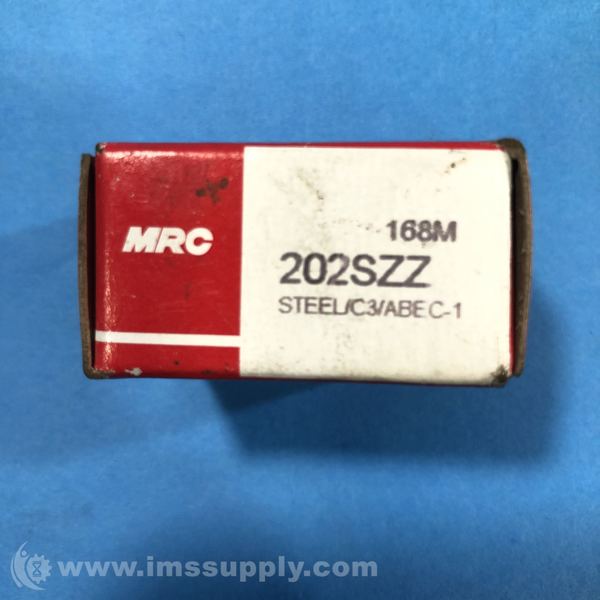 MRC
168M
202SZZ
STEEL/C3/ABEC-1
www.imssupply.com